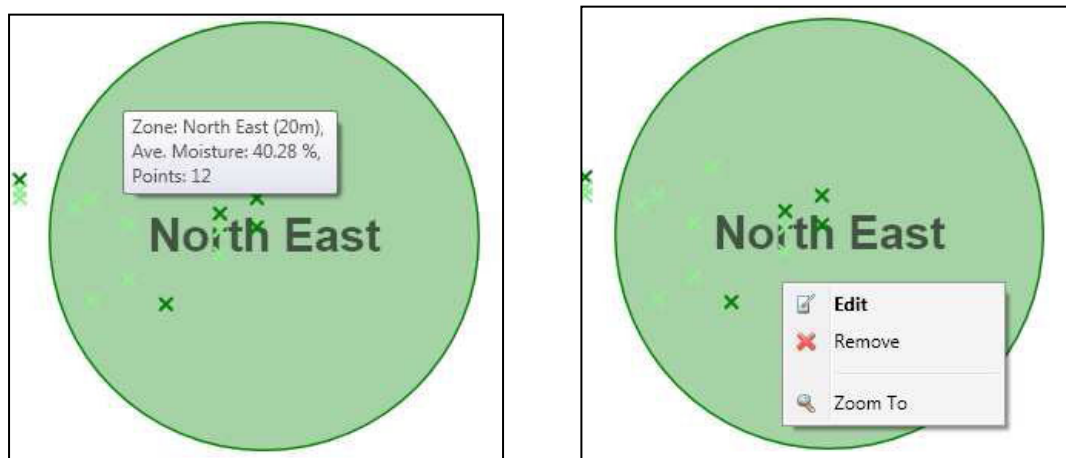 Zone: North East (20m),
Ave. Moisture: 40.28 %,
Points: 12
North East
North East
Edit
Remove
Zoom To